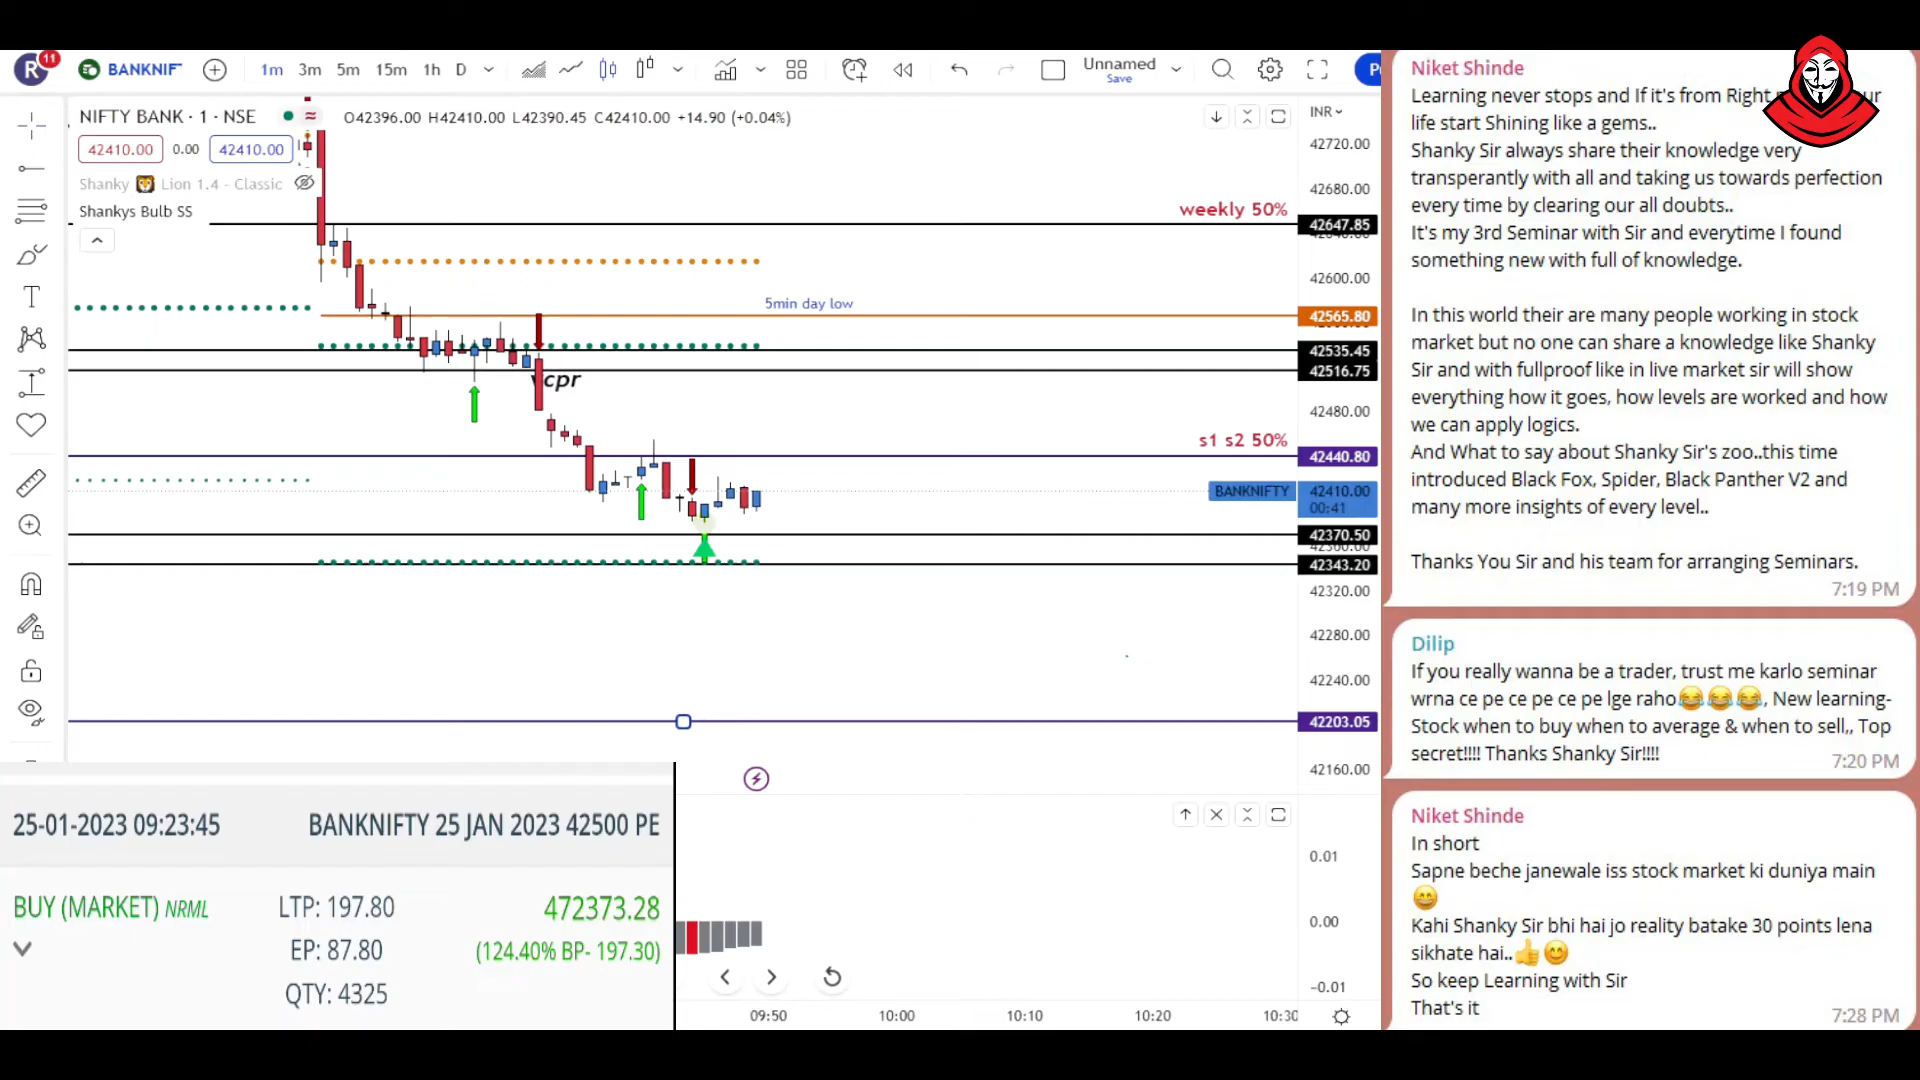 R
11
BANKNIF
1m 3m 5m 15m 1h D
Unnamed
Save
NIFTY BANK · 1 · NSE
O42396.00 H42410.00 L42390.45 C42410.00 +14.90 (+0.04%)
INR
42410.00 0.00 42410.00
Shanky 🦁 Lion 1.4 - Classic
Shankys Bulb SS
42720.00
42680.00
weekly 50%
42647.85
42600.00
5min day low
42565.80
42535.45
42516.75
cpr
42480.00
s1 s2 50%
42440.80
BANKNIFTY
42410.00
00:41
42370.50
42360.00
42343.20
42320.00
42280.00
42240.00
42203.05
42160.00
0.01
0.00
−0.01
09:50 10:00 10:10 10:20 10:30
25-01-2023 09:23:45 BANKNIFTY 25 JAN 2023 42500 PE
BUY (MARKET) NRML LTP: 197.80 472373.28
EP: 87.80 (124.40% BP- 197.30)
QTY: 4325
Niket Shinde
Learning never stops and If it's from Right
life start Shining like a gems..
Shanky Sir always share their knowledge very
transperantly with all and taking us towards perfection
every time by clearing our all doubts..
It's my 3rd Seminar with Sir and everytime I found
something new with full of knowledge.
In this world their are many people working in stock
market but no one can share a knowledge like Shanky
Sir and with fullproof like in live market sir will show
everything how it goes, how levels are worked and how
we can apply logics.
And What to say about Shanky Sir's zoo..this time
introduced Black Fox, Spider, Black Panther V2 and
many more insights of every level..
Thanks You Sir and his team for arranging Seminars.
7:19 PM
Dilip
If you really wanna be a trader, trust me karlo seminar
wrna ce pe ce pe ce pe lge raho😂😂😂, New learning-
Stock when to buy when to average & when to sell,, Top
secret!!!! Thanks Shanky Sir!!!!
7:20 PM
Niket Shinde
In short
Sapne beche janewale iss stock market ki duniya main
😄
Kahi Shanky Sir bhi hai jo reality batake 30 points lena
sikhate hai..👍😊
So keep Learning with Sir
That's it
7:28 PM